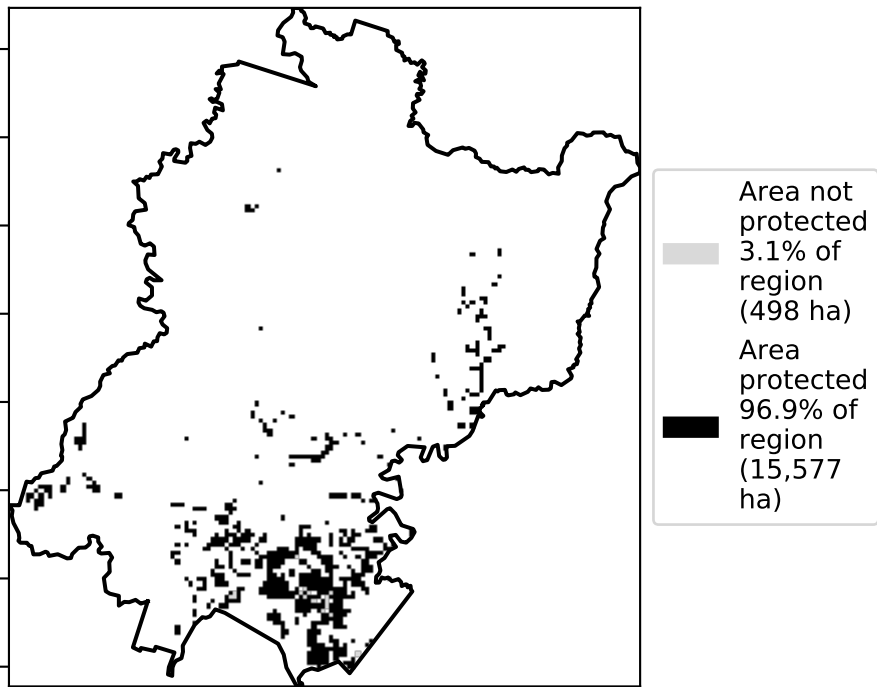 Area not
protected
3.1% of
region
(498 ha)
Area
protected
96.9% of
region
(15,577
ha)